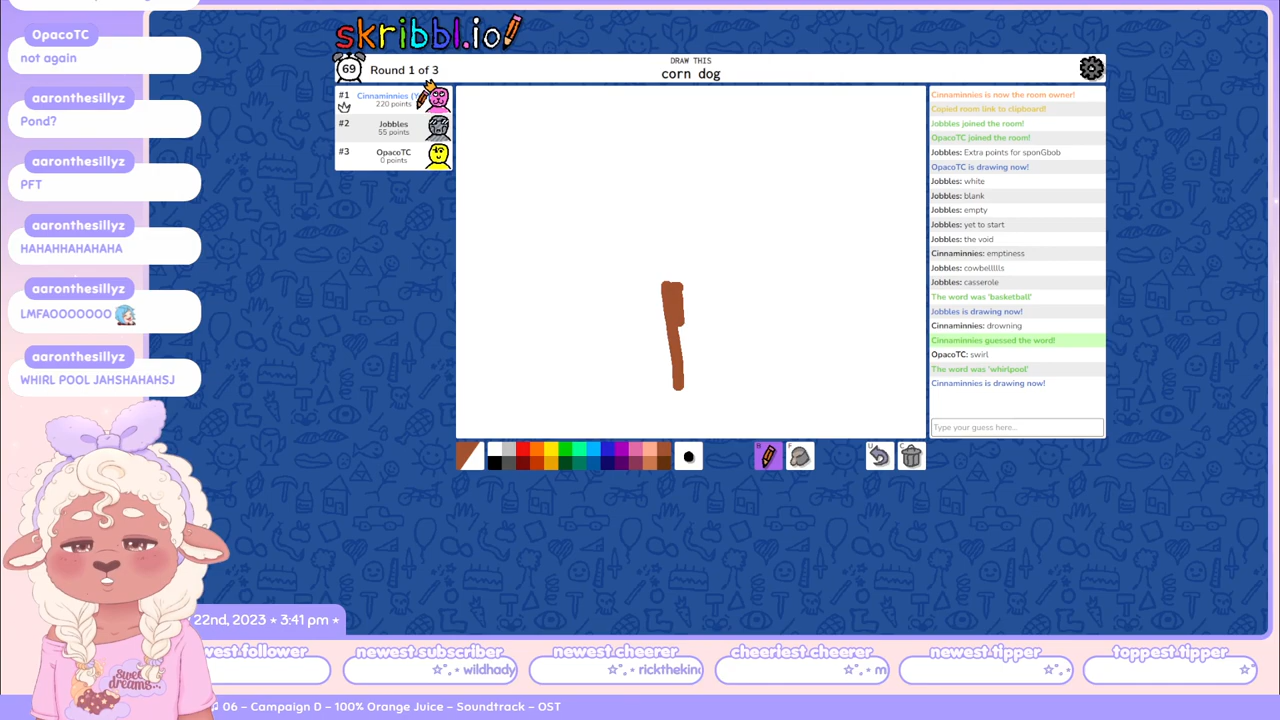 OpacoTC
not again
aaronthesillyz
Pond?
aaronthesillyz
PFT
aaronthesillyz
HAHAHHAHAHAHA
aaronthesillyz
LMFAOOOOOOO
aaronthesillyz
WHIRL POOL JAHSHAHAHSJ
skribbl.io
69
Round 1 of 3
DRAW THIS
corn dog
#1
Cinnaminnies (Y
220 points
#2
Jobbles
55 points
#3
OpacoTC
0 points
Cinnaminnies is now the room owner!
Copied room link to clipboard!
Jobbles joined the room!
OpacoTC joined the room!
Jobbles: Extra points for sponGbob
OpacoTC is drawing now!
Jobbles: white
Jobbles: blank
Jobbles: empty
Jobbles: yet to start
Jobbles: the void
Cinnaminnies: emptiness
Jobbles: cowbellllls
Jobbles: casserole
The word was 'basketball'
Jobbles is drawing now!
Cinnaminnies: drowning
Cinnaminnies guessed the word!
OpacoTC: swirl
The word was 'whirlpool'
Cinnaminnies is drawing now!
Type your guess here...
B
F
U
C
22nd, 2023 ⋆ 3:41 pm ⋆
west follower
newest subscriber
wildhady
newest cheerer
rickthekin
cheeriest cheerer
m
newest tipper
toppest tipper
sweet
dreams...
06 – Campaign D – 100% Orange Juice – Soundtrack – OST